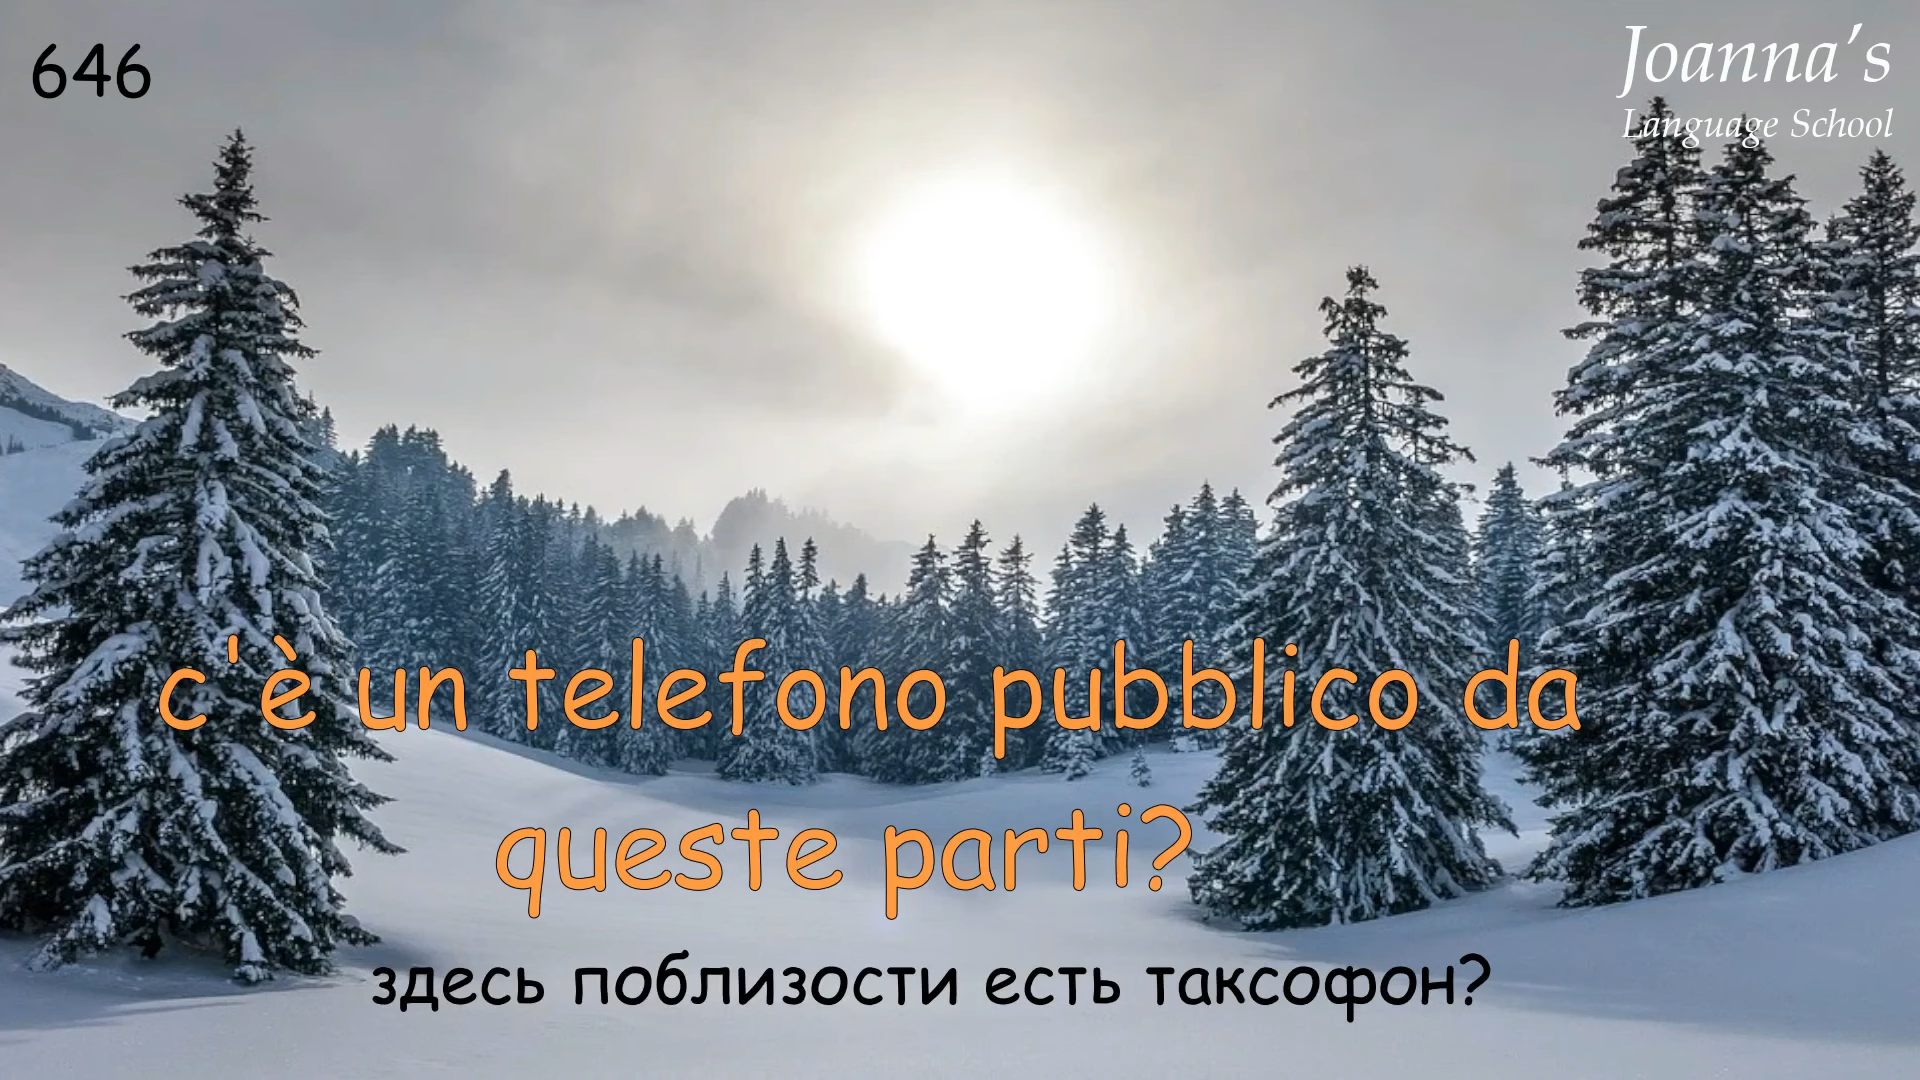 646
Joanna's
Language School
c'è un telefono pubblico da
queste parti?
здесь поблизости есть таксофон?